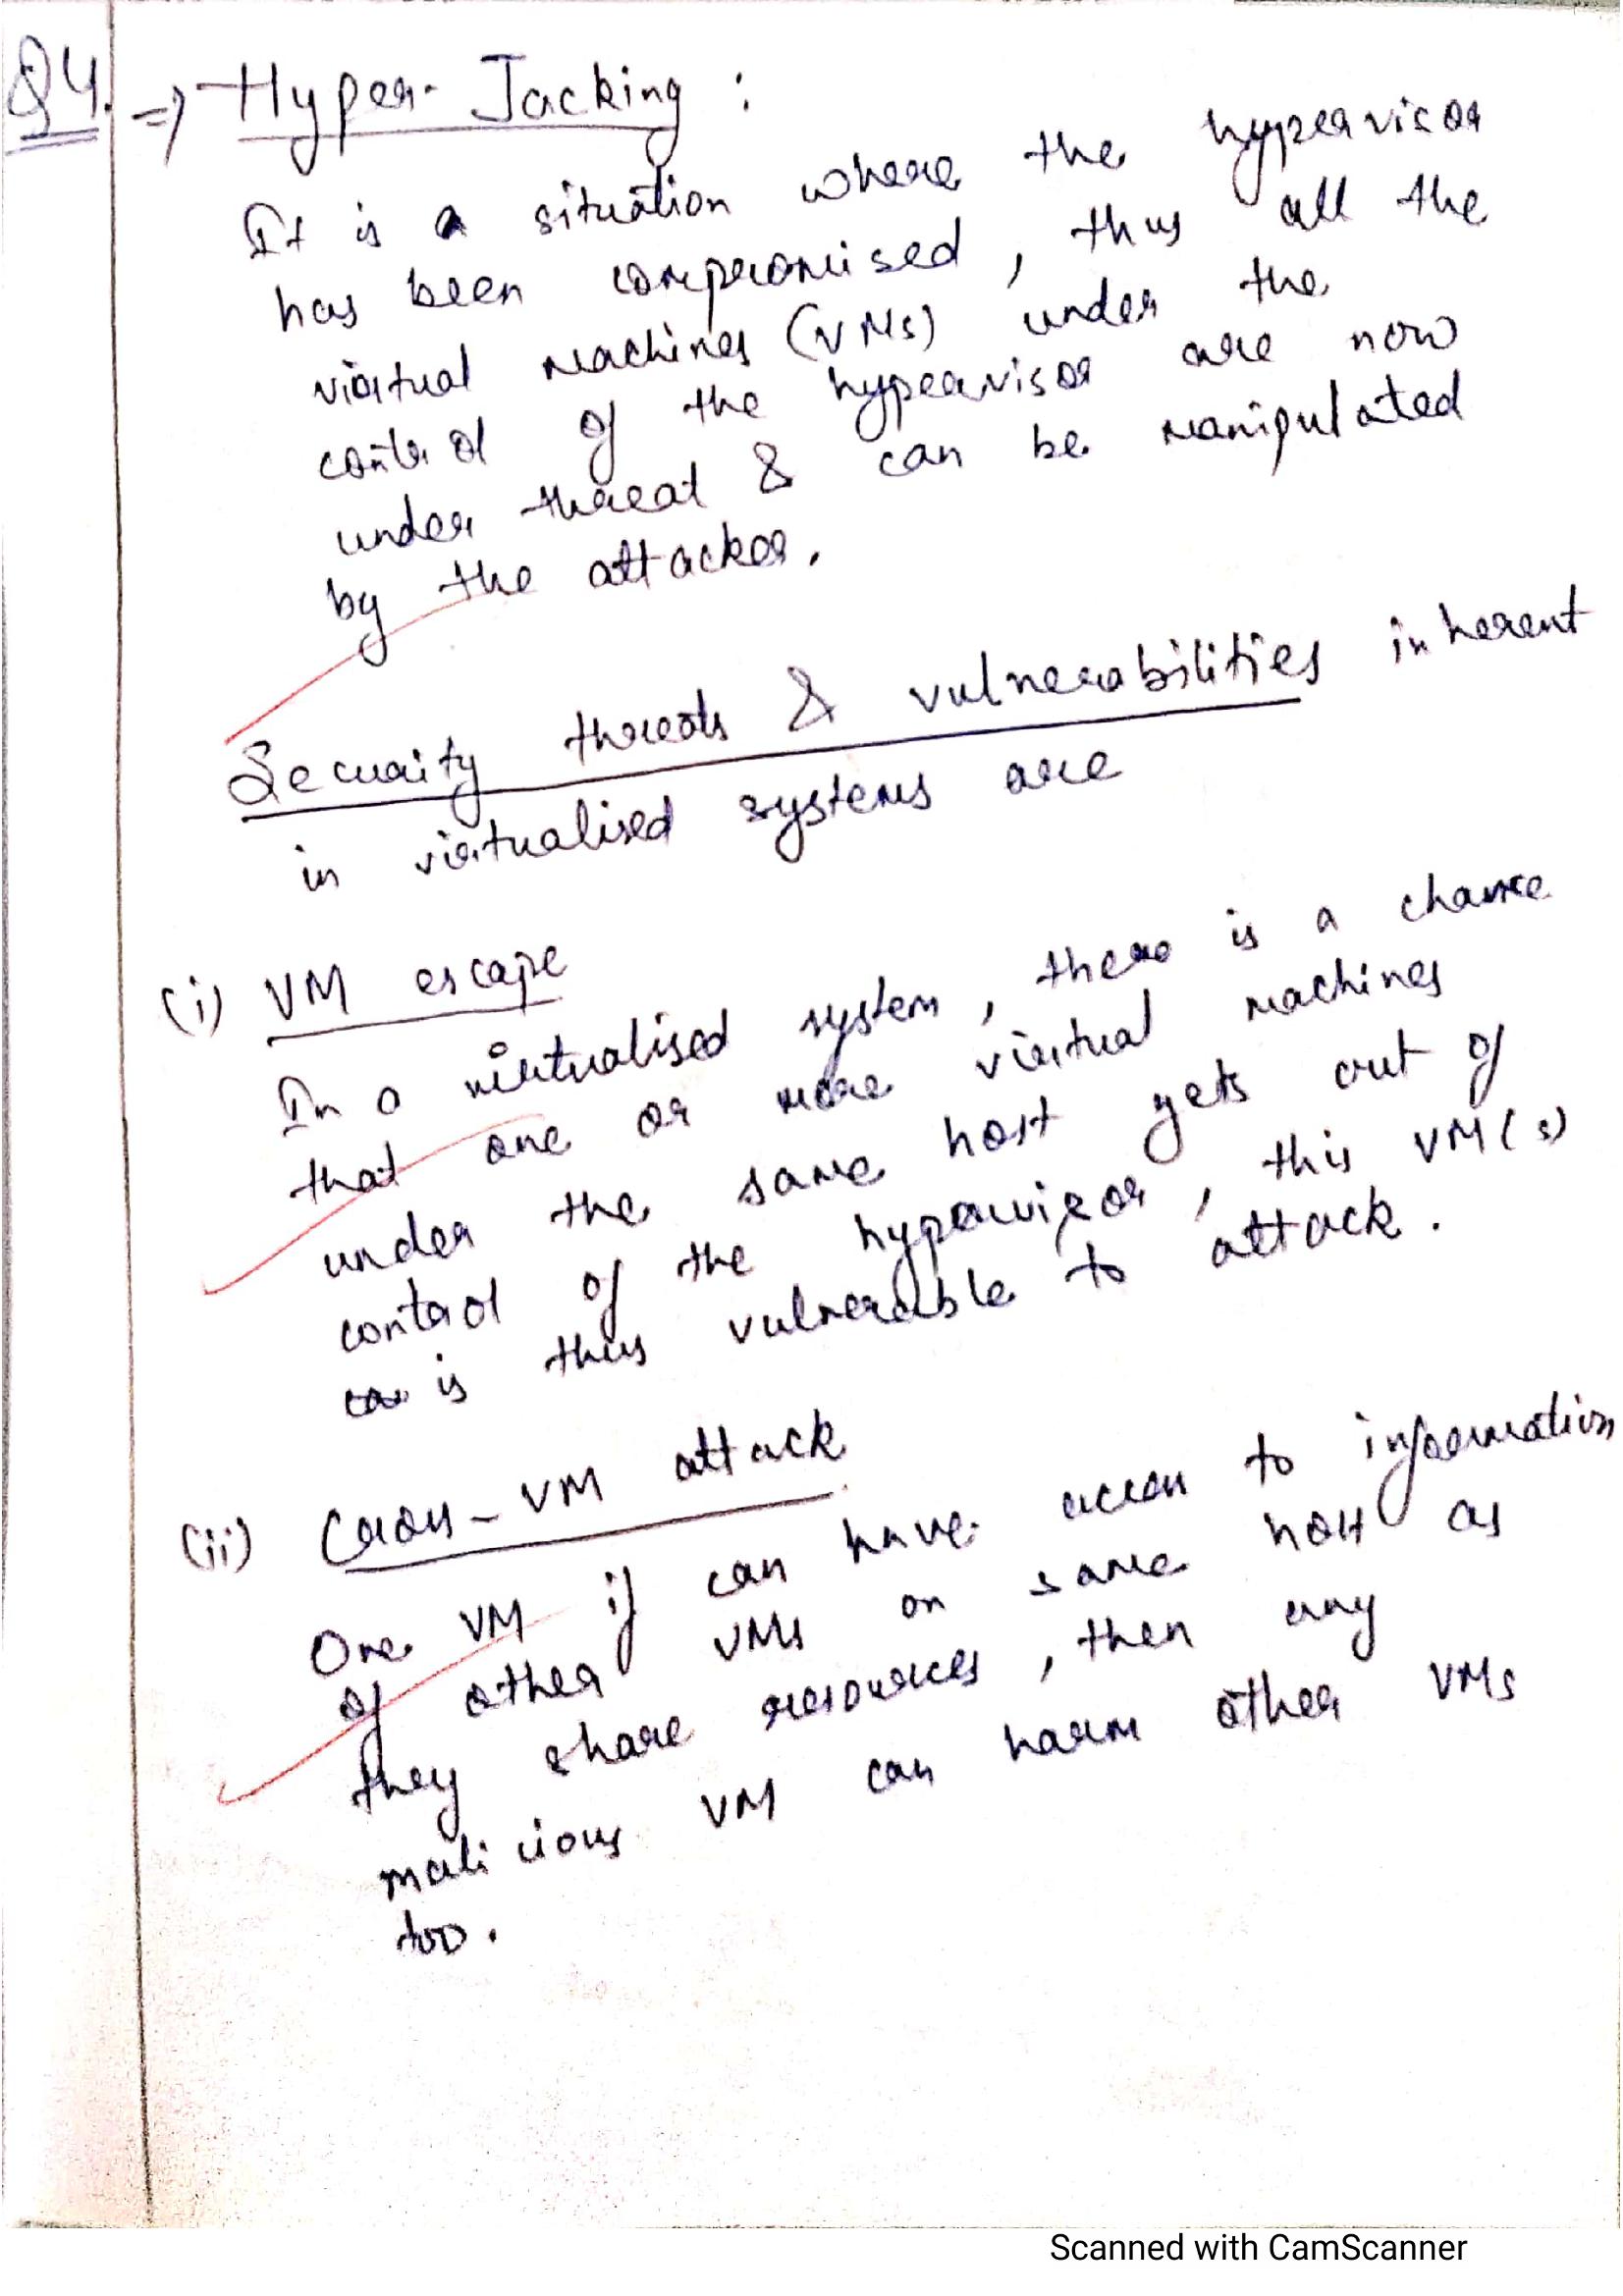 Q4. => Hyper-Jacking :
It is a situation where the hypervisor
has been compromised, thus all the
virtual machines (VMs) under the
control of the hypervisor are now
under threat & can be manipulated
by the attacker.
Security threats & vulnerabilities inherent
in virtualised systems are
(i) VM escape
In a virtualised system, there is a chance
that one or more virtual machines
under the same host gets out of
control of the hypervisor, this VM(s)
is thus vulnerable to attack.
(ii) Cross-VM attack
One VM if can have access to information
of other VMs on same host as
they share resources, then any
malicious VM can harm other VMs
too.
Scanned with CamScanner